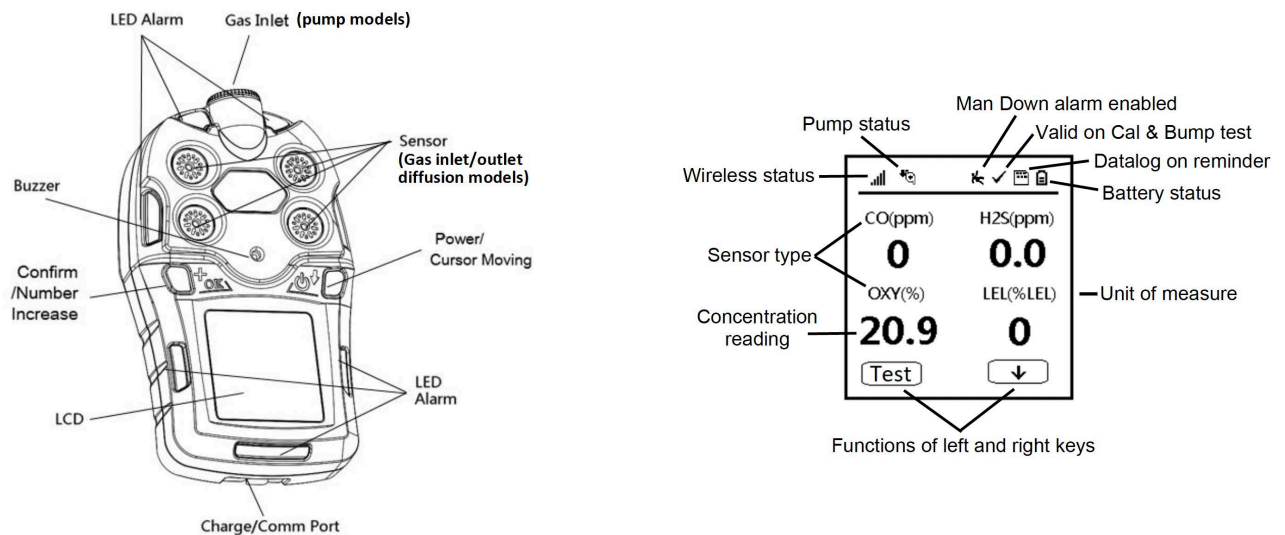 LED Alarm
Gas Inlet (pump models)
Sensor
(Gas inlet/outlet
diffusion models)
Buzzer
Power/
Cursor Moving
Confirm
/Number
Increase
+
OK
LED
Alarm
LCD
Charge/Comm Port
Man Down alarm enabled
Pump status
Valid on Cal & Bump test
Datalog on reminder
Wireless status
Battery status
CO(ppm) H2S(ppm)
0 0.0
Sensor type
OXY(%) LEL(%LEL)
Unit of measure
Concentration
reading
20.9 0
Test
Functions of left and right keys